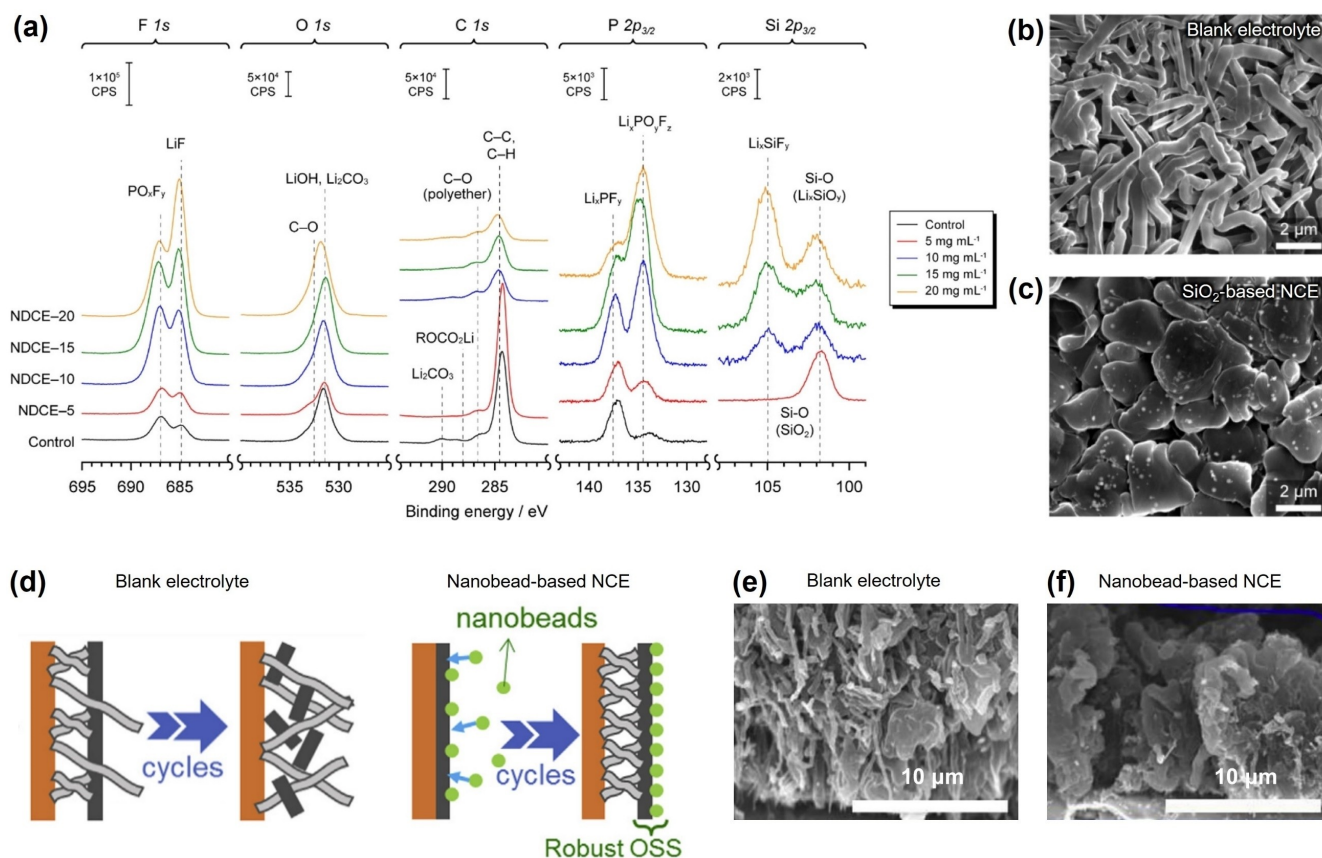 (a)
F 1s
O 1s
C 1s
P 2p3/2
Si 2p3/2
1×10⁵
CPS
5×10⁴
CPS
5×10⁴
CPS
5×10³
CPS
2×10³
CPS
LiF
POxFy
LiOH, Li₂CO₃
C–O
C–C,
C–H
C–O
(polyether)
ROCO₂Li
Li₂CO₃
LixPOyFz
LixPFy
LixSiFy
Si-O
(LixSiOy)
Si-O
(SiO₂)
Control
5 mg mL⁻¹
10 mg mL⁻¹
15 mg mL⁻¹
20 mg mL⁻¹
NDCE–20
NDCE–15
NDCE–10
NDCE–5
Control
695 690 685
535 530
290 285
140 135 130
105 100
Binding energy / eV
(b)
Blank electrolyte
2 μm
(c)
SiO₂-based NCE
2 μm
(d)
Blank electrolyte
cycles
Nanobead-based NCE
nanobeads
cycles
Robust OSS
(e)
Blank electrolyte
10 μm
(f)
Nanobead-based NCE
10 μm